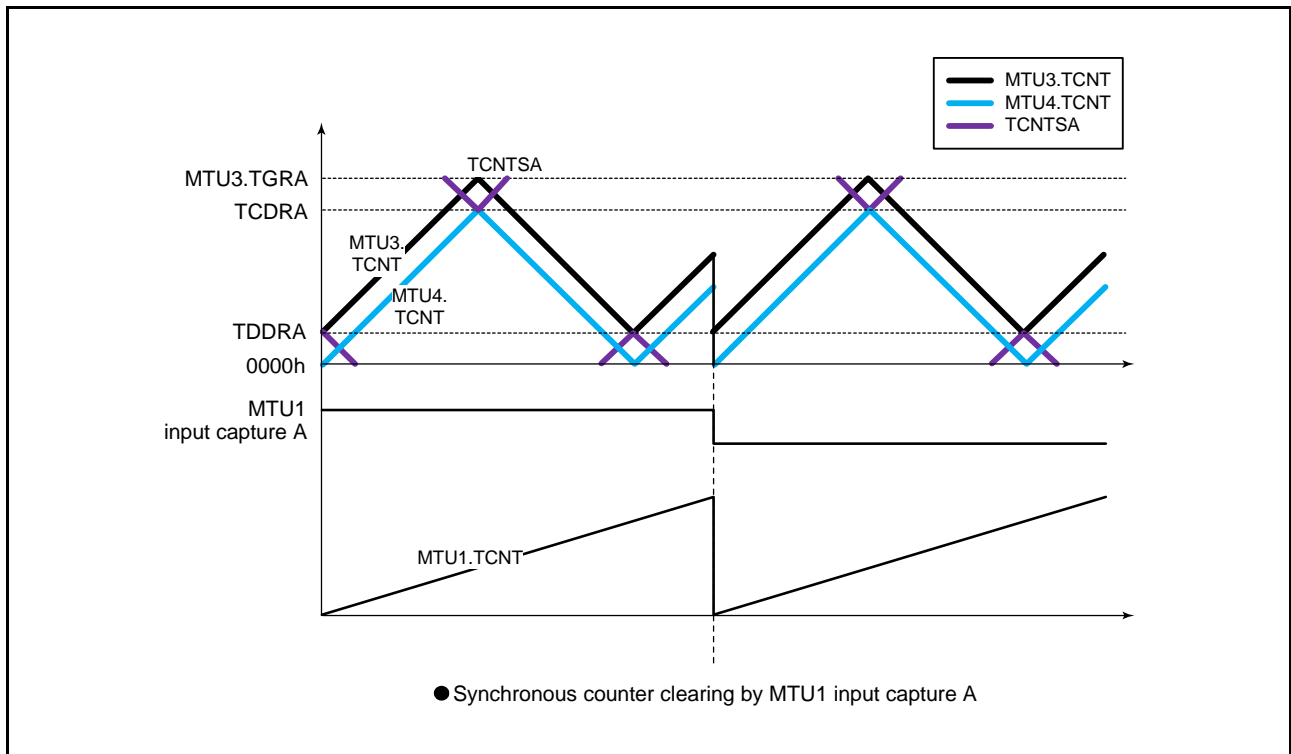 MTU3.TCNT
MTU4.TCNT
TCNTSA
TCNTSA
MTU3.TGRA
TCDRA
MTU3.
TCNT
MTU4.
TCNT
TDDRA
0000h
MTU1
input capture A
MTU1.TCNT
●Synchronous counter clearing by MTU1 input capture A